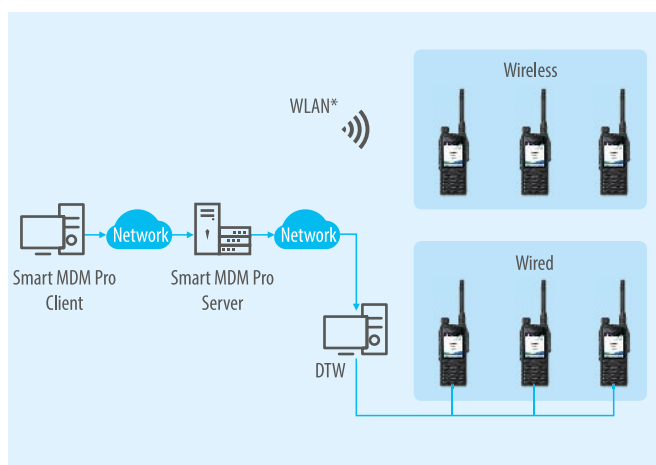 Wireless
WLAN*
Network
Network
Smart MDM Pro
Client
Smart MDM Pro
Server
Wired
DTW